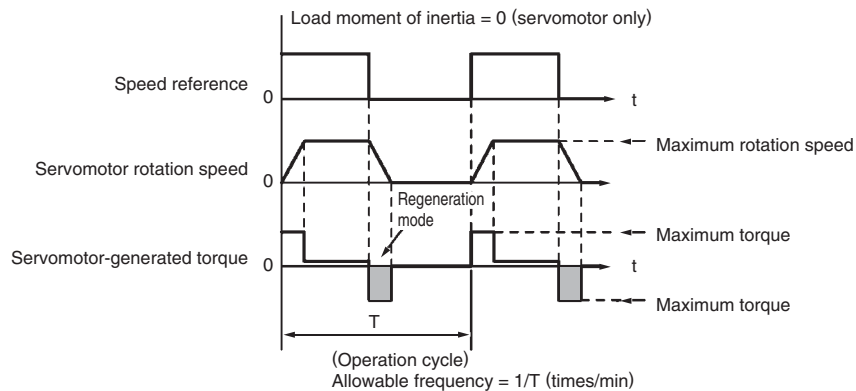 Load moment of inertia = 0 (servomotor only)
Speed reference
0
t
Servomotor rotation speed
0
Maximum rotation speed
Regeneration
mode
Maximum torque
Servomotor-generated torque
0
t
Maximum torque
T
(Operation cycle)
Allowable frequency = 1/T (times/min)